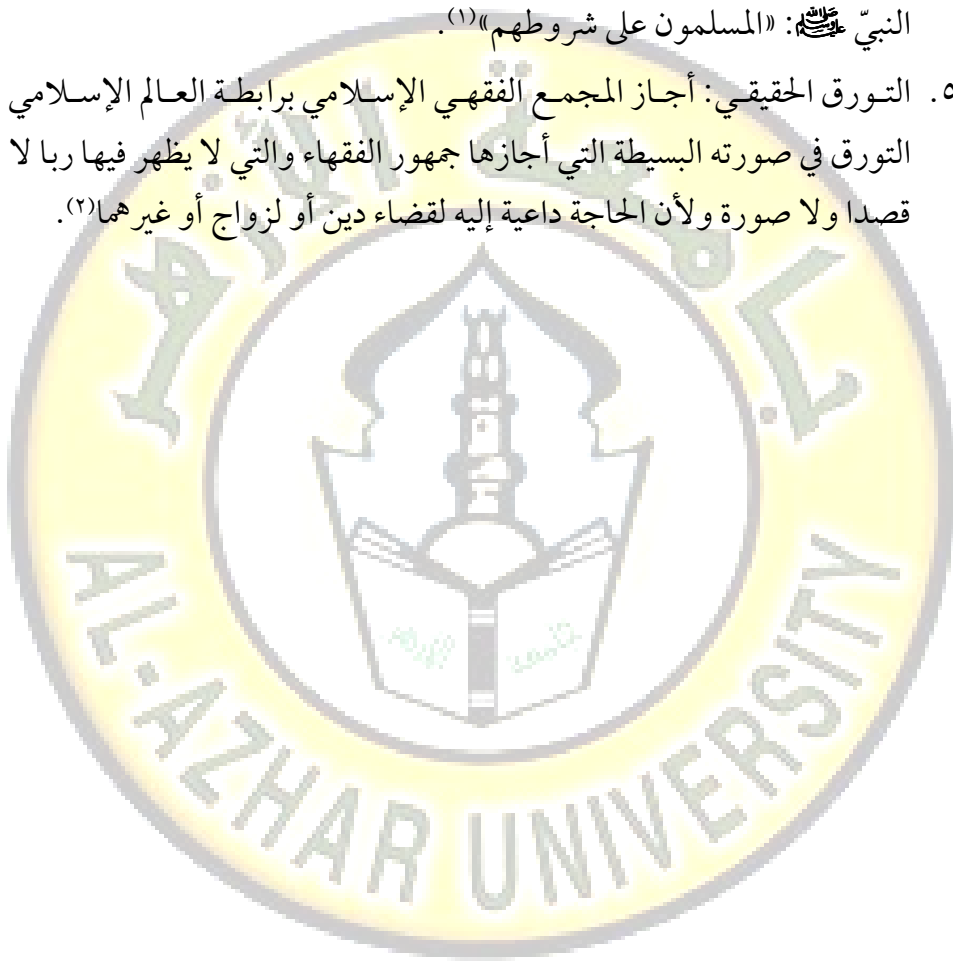 النبيّ ﷺ: «المسلمون على شروطهم»(١).
٥. التورق الحقيقي: أجاز المجمع الفقهي الإسلامي برابطة العالم الإسلامي
التورق في صورته البسيطة التي أجازها جمهور الفقهاء والتي لا يظهر فيها ربا لا
قصدا ولا صورة ولأن الحاجة داعية إليه لقضاء دين أو لزواج أو غيرهما(٢).
جامعة الأزهر
AL-AZHAR UNIVERSITY